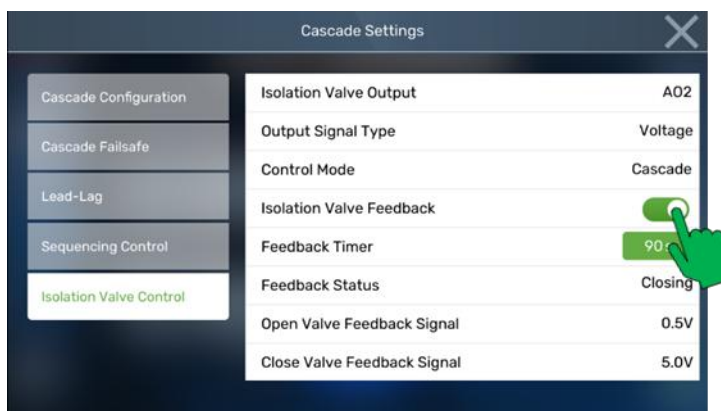 Cascade Settings
Cascade Configuration
Cascade Failsafe
Lead-Lag
Sequencing Control
Isolation Valve Control
Isolation Valve Output AO2
Output Signal Type Voltage
Control Mode Cascade
Isolation Valve Feedback
Feedback Timer 90
Feedback Status Closing
Open Valve Feedback Signal 0.5V
Close Valve Feedback Signal 5.0V